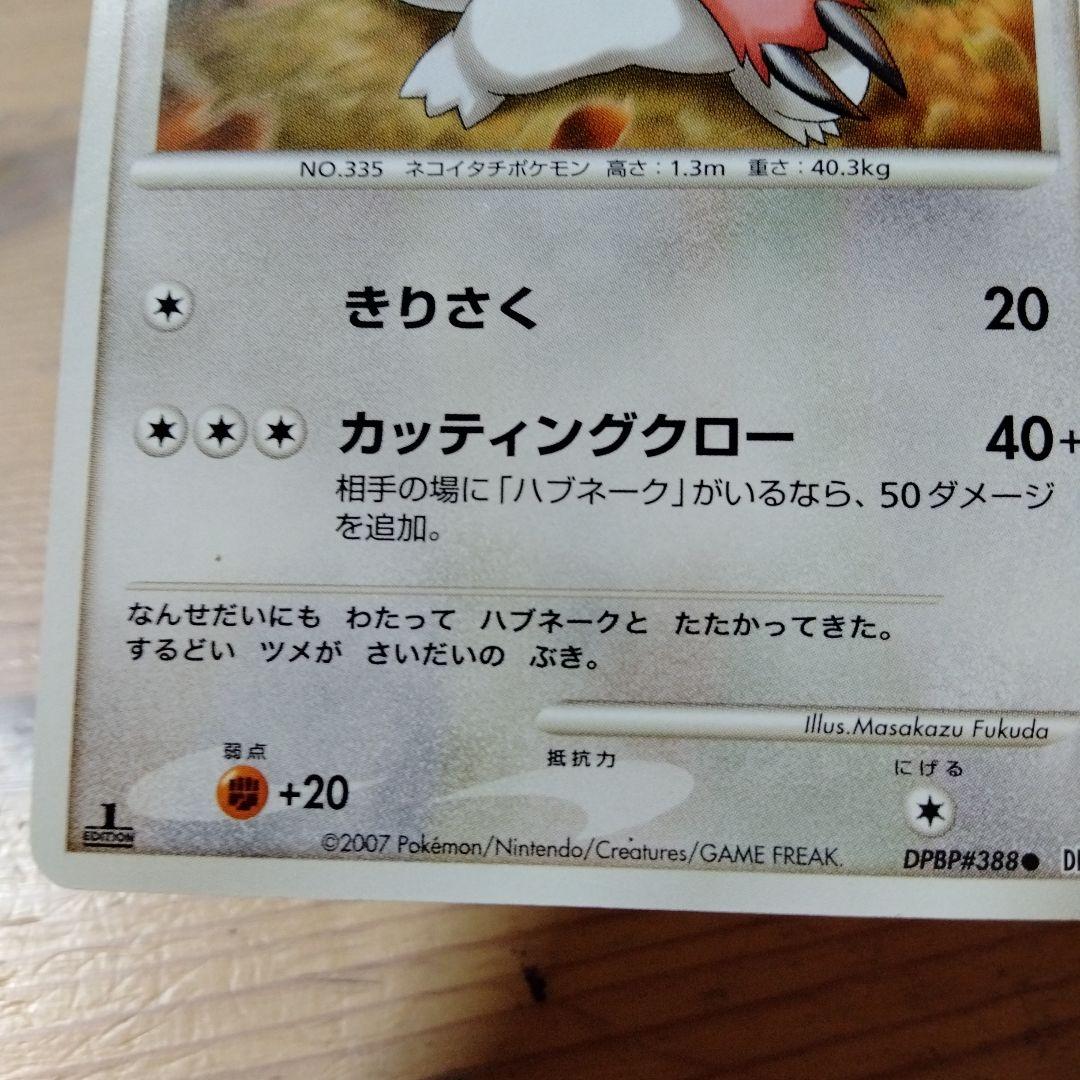 NO.335 ネコイタチポケモン 高さ：1.3m 重さ：40.3kg
きりさく 20
カッティングクロー 40+
相手の場に「ハブネーク」がいるなら、50ダメージ
を追加。
なんせだいにも わたって ハブネークと たたかってきた。
するどい ツメが さいだいの ぶき。
Illus.Masakazu Fukuda
弱点 抵抗力 にげる
+20
1 EDITION
©2007 Pokémon/Nintendo/Creatures/GAME FREAK.
DPBP#388●